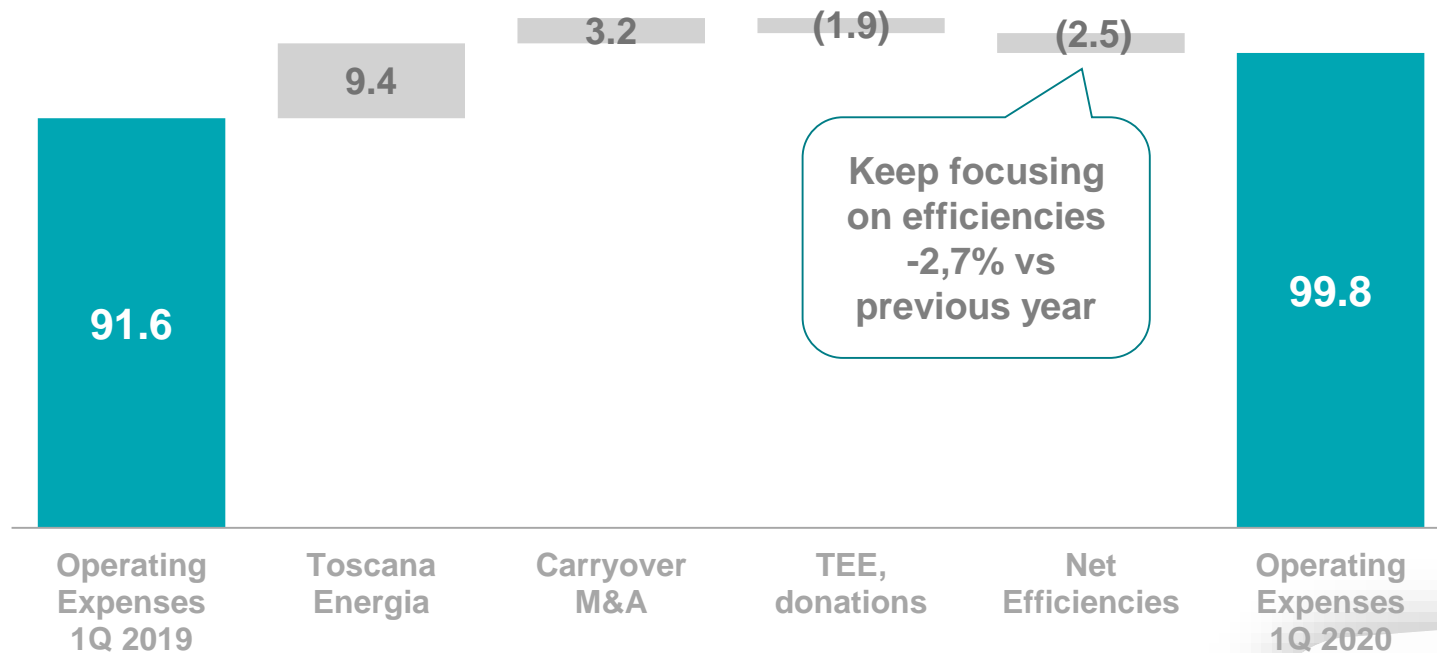 3.2
(1.9)
(2.5)
9.4
Keep focusing
on efficiencies
-2,7% vs
previous year
91.6
99.8
Operating
Expenses
1Q 2019
Toscana
Energia
Carryover
M&A
TEE,
donations
Net
Efficiencies
Operating
Expenses
1Q 2020